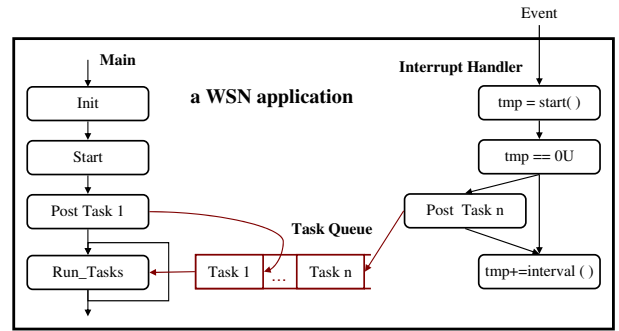 Event
Main
Interrupt Handler
Init
a WSN application
tmp = start( )
Start
tmp == 0U
Post Task 1
Post Task n
Task Queue
Run_Tasks
Task 1
...
Task n
tmp+=interval ( )